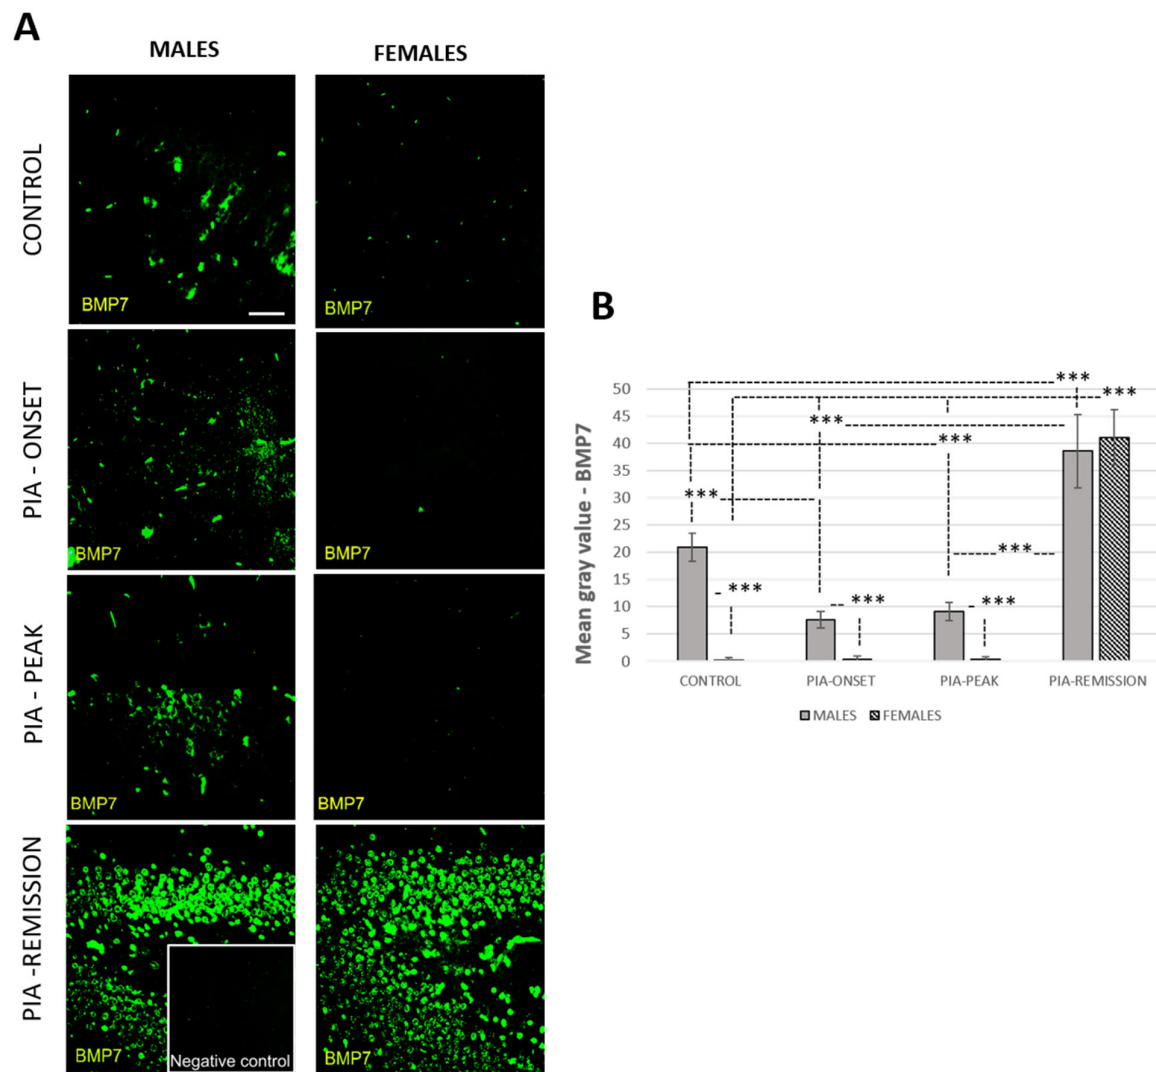 A
MALES
FEMALES
CONTROL
BMP7
BMP7
PIA - ONSET
BMP7
BMP7
PIA - PEAK
BMP7
BMP7
PIA -REMISSION
BMP7
Negative control
BMP7
B
Mean gray value - BMP7
50
45
40
35
30
25
20
15
10
5
0
***
***
***
***
***
***
***
***
***
CONTROL
PIA-ONSET
PIA-PEAK
PIA-REMISSION
MALES
FEMALES